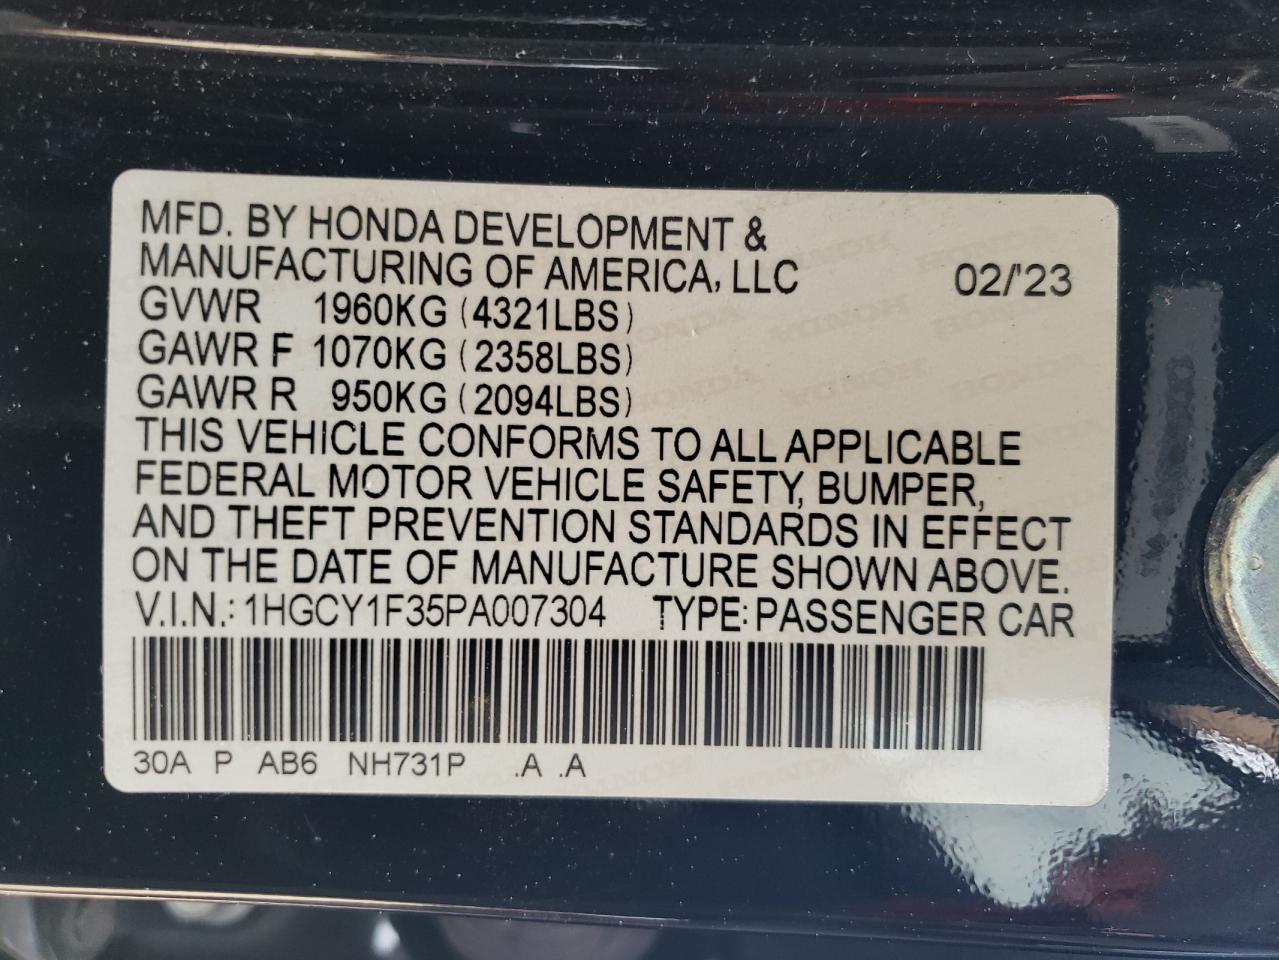 MFD. BY HONDA DEVELOPMENT &
MANUFACTURING OF AMERICA, LLC 02/'23
GVWR 1960KG (4321LBS)
GAWR F 1070KG (2358LBS)
GAWR R 950KG (2094LBS)
THIS VEHICLE CONFORMS TO ALL APPLICABLE
FEDERAL MOTOR VEHICLE SAFETY, BUMPER,
AND THEFT PREVENTION STANDARDS IN EFFECT
ON THE DATE OF MANUFACTURE SHOWN ABOVE.
V.I.N.: 1HGCY1F35PA007304 TYPE: PASSENGER CAR
30A P AB6 NH731P .A .A